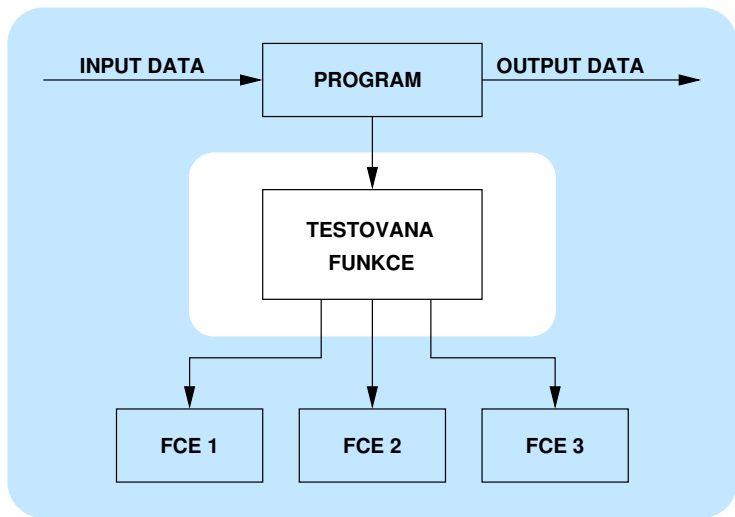 INPUT DATA
PROGRAM
OUTPUT DATA
TESTOVANA
FUNKCE
FCE 1
FCE 2
FCE 3